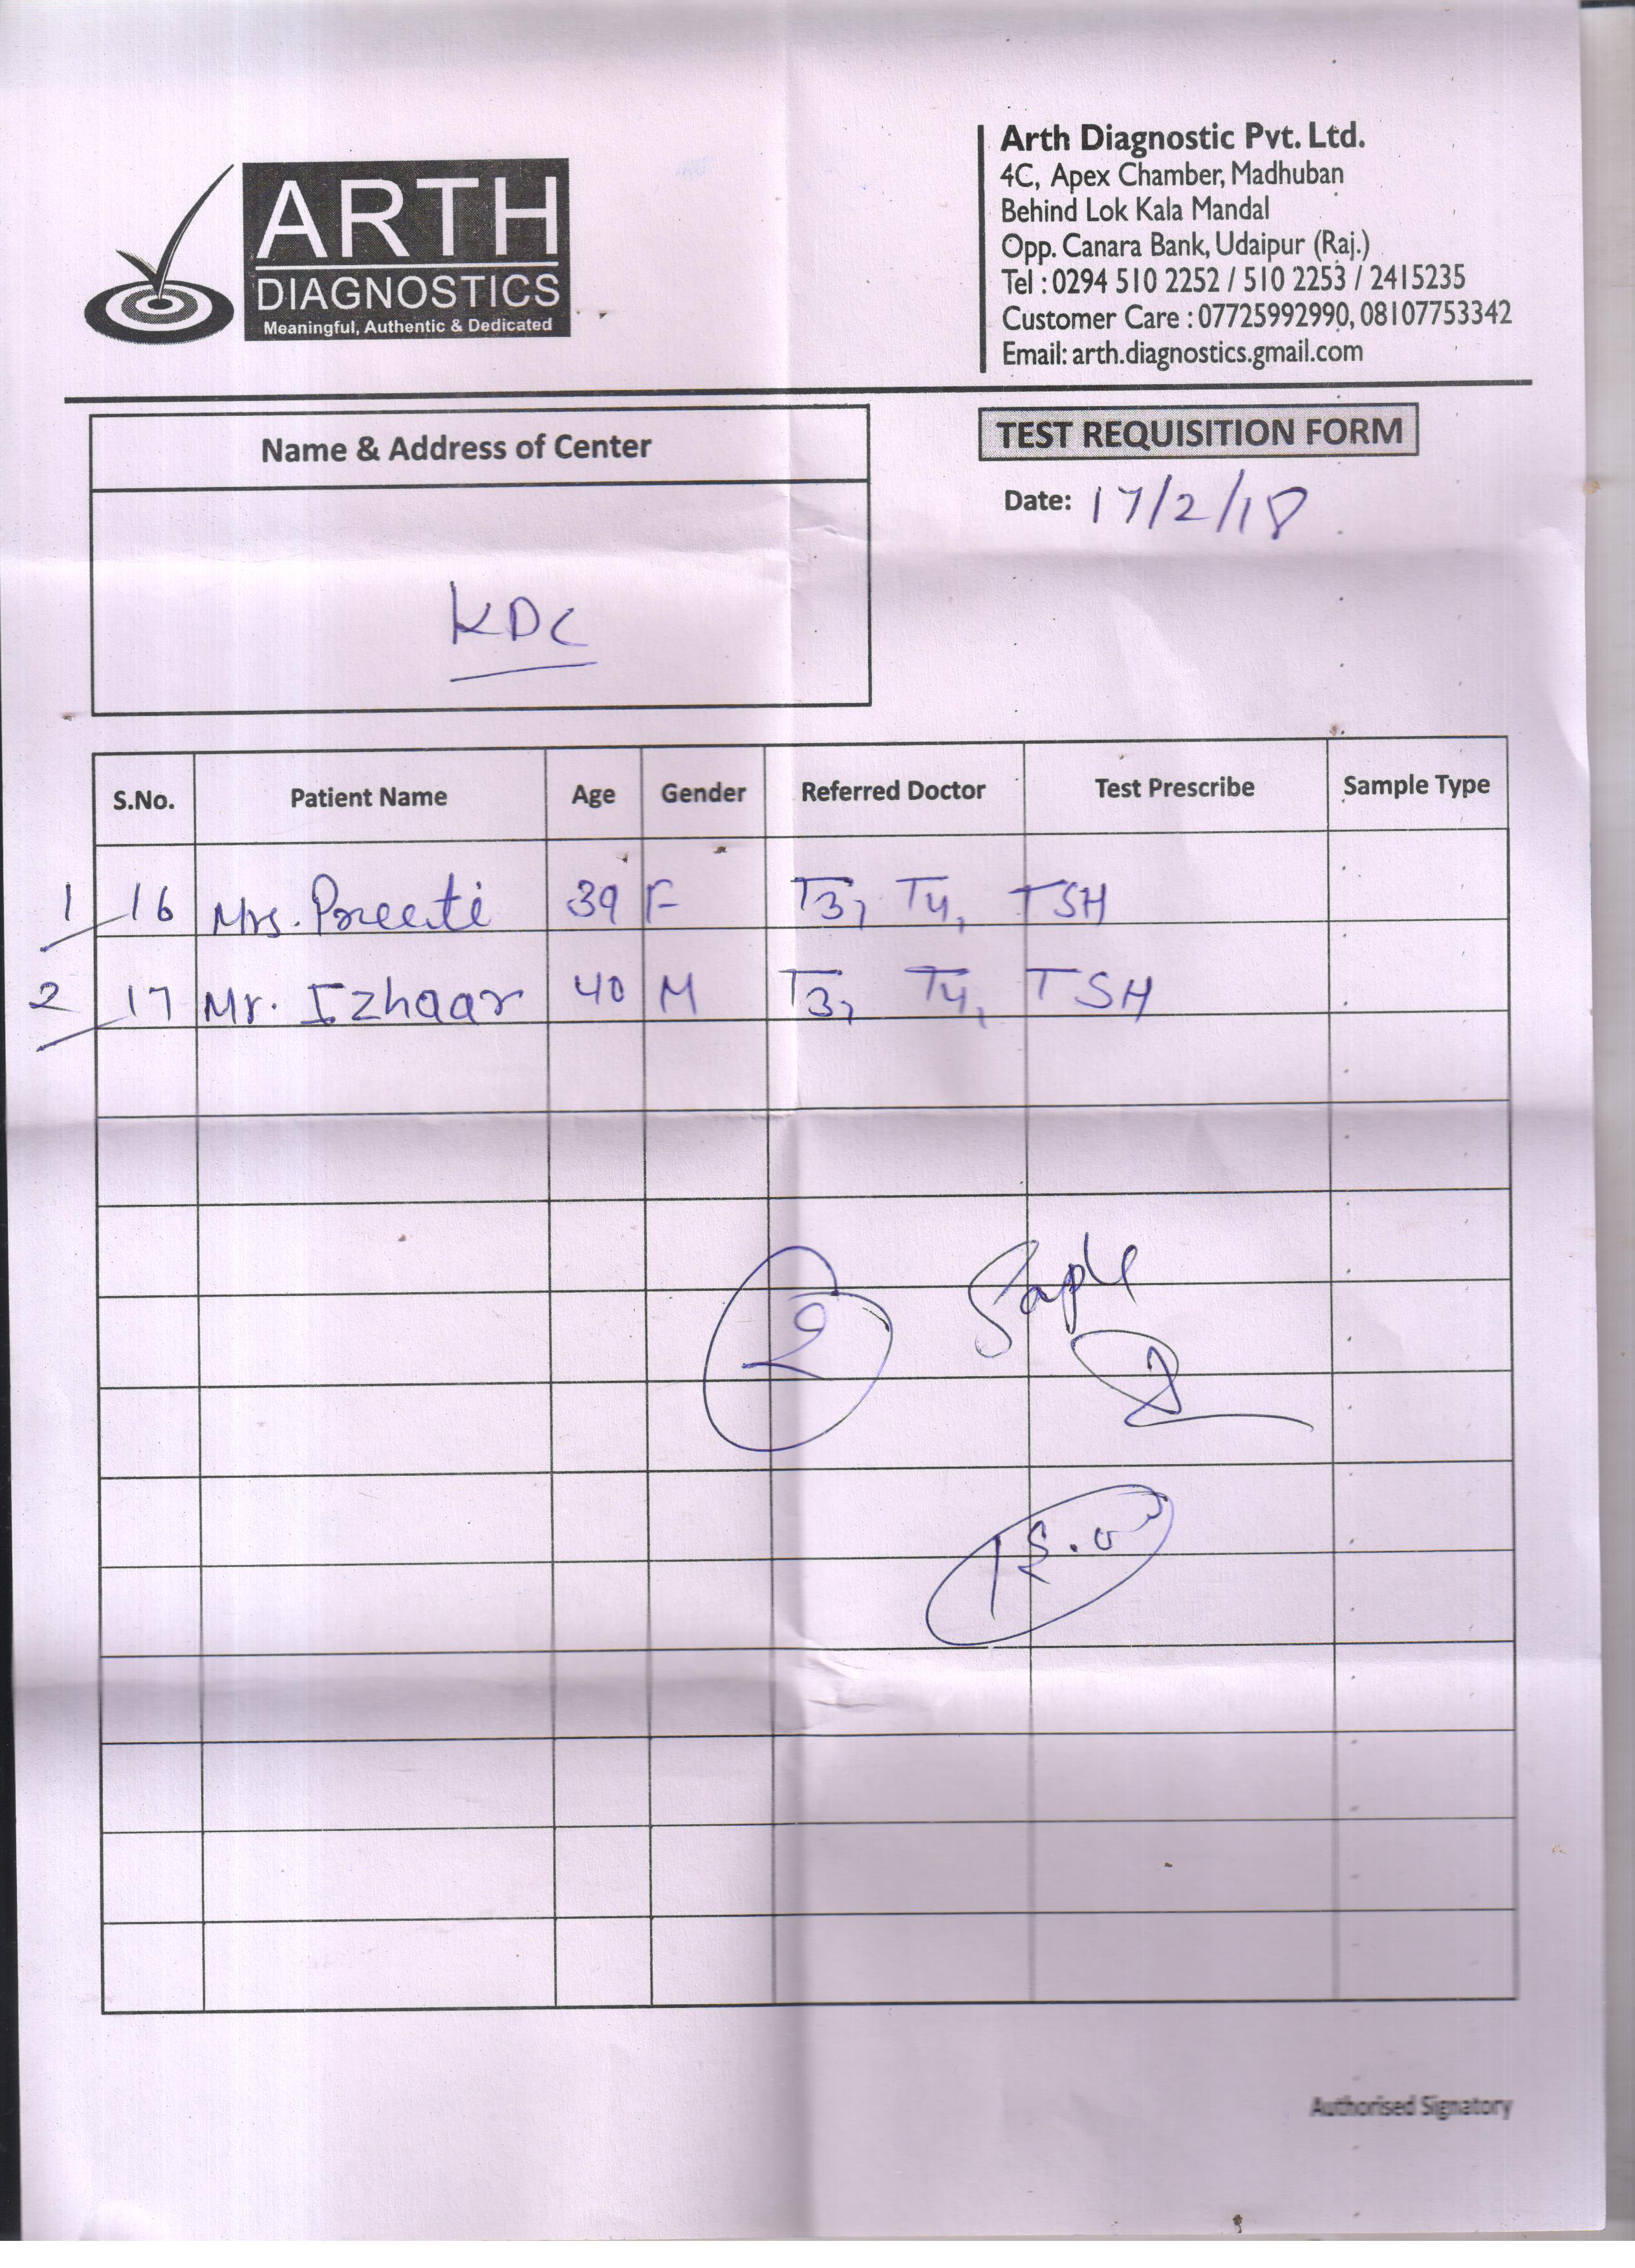 ARTH
DIAGNOSTICS
Meaningful, Authentic & Dedicated
Arth Diagnostic Pvt. Ltd.
4C, Apex Chamber, Madhuban
Behind Lok Kala Mandal
Opp. Canara Bank, Udaipur (Raj.)
Tel : 0294 510 2252 / 510 2253 / 2415235
Customer Care : 07725992990, 08107753342
Email: arth.diagnostics.gmail.com
Name & Address of Center
TEST REQUISITION FORM
Date: 17/2/18
KDC
S.No. Patient Name Age Gender Referred Doctor Test Prescribe Sample Type
1 16 Mrs. Preeti 39 F T3, T4, TSH
2 17 Mr. Izhaar 40 M T3, T4, TSH
2
Authorised Signatory